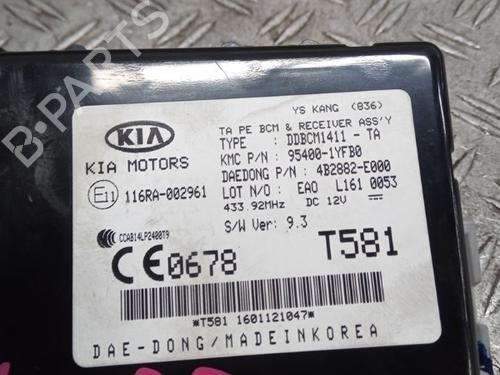 YS KANG (836)
KIA
TA PE BCM & RECEIVER ASS'Y
TYPE : DDBCM1411 - TA
KIA MOTORS
KMC P/N : 95400-1YFB0
DAEDONG P/N : 4B2882-E000
E11 116RA-002961
LOT N/O : EAO L161 0053
433.92MHz DC 12V
CCAB14LP2400T9
S/W Ver: 9.3
CE0678
T581
*T581 1601121047*
DAE-DONG/MADEINKOREA
B-PARTS